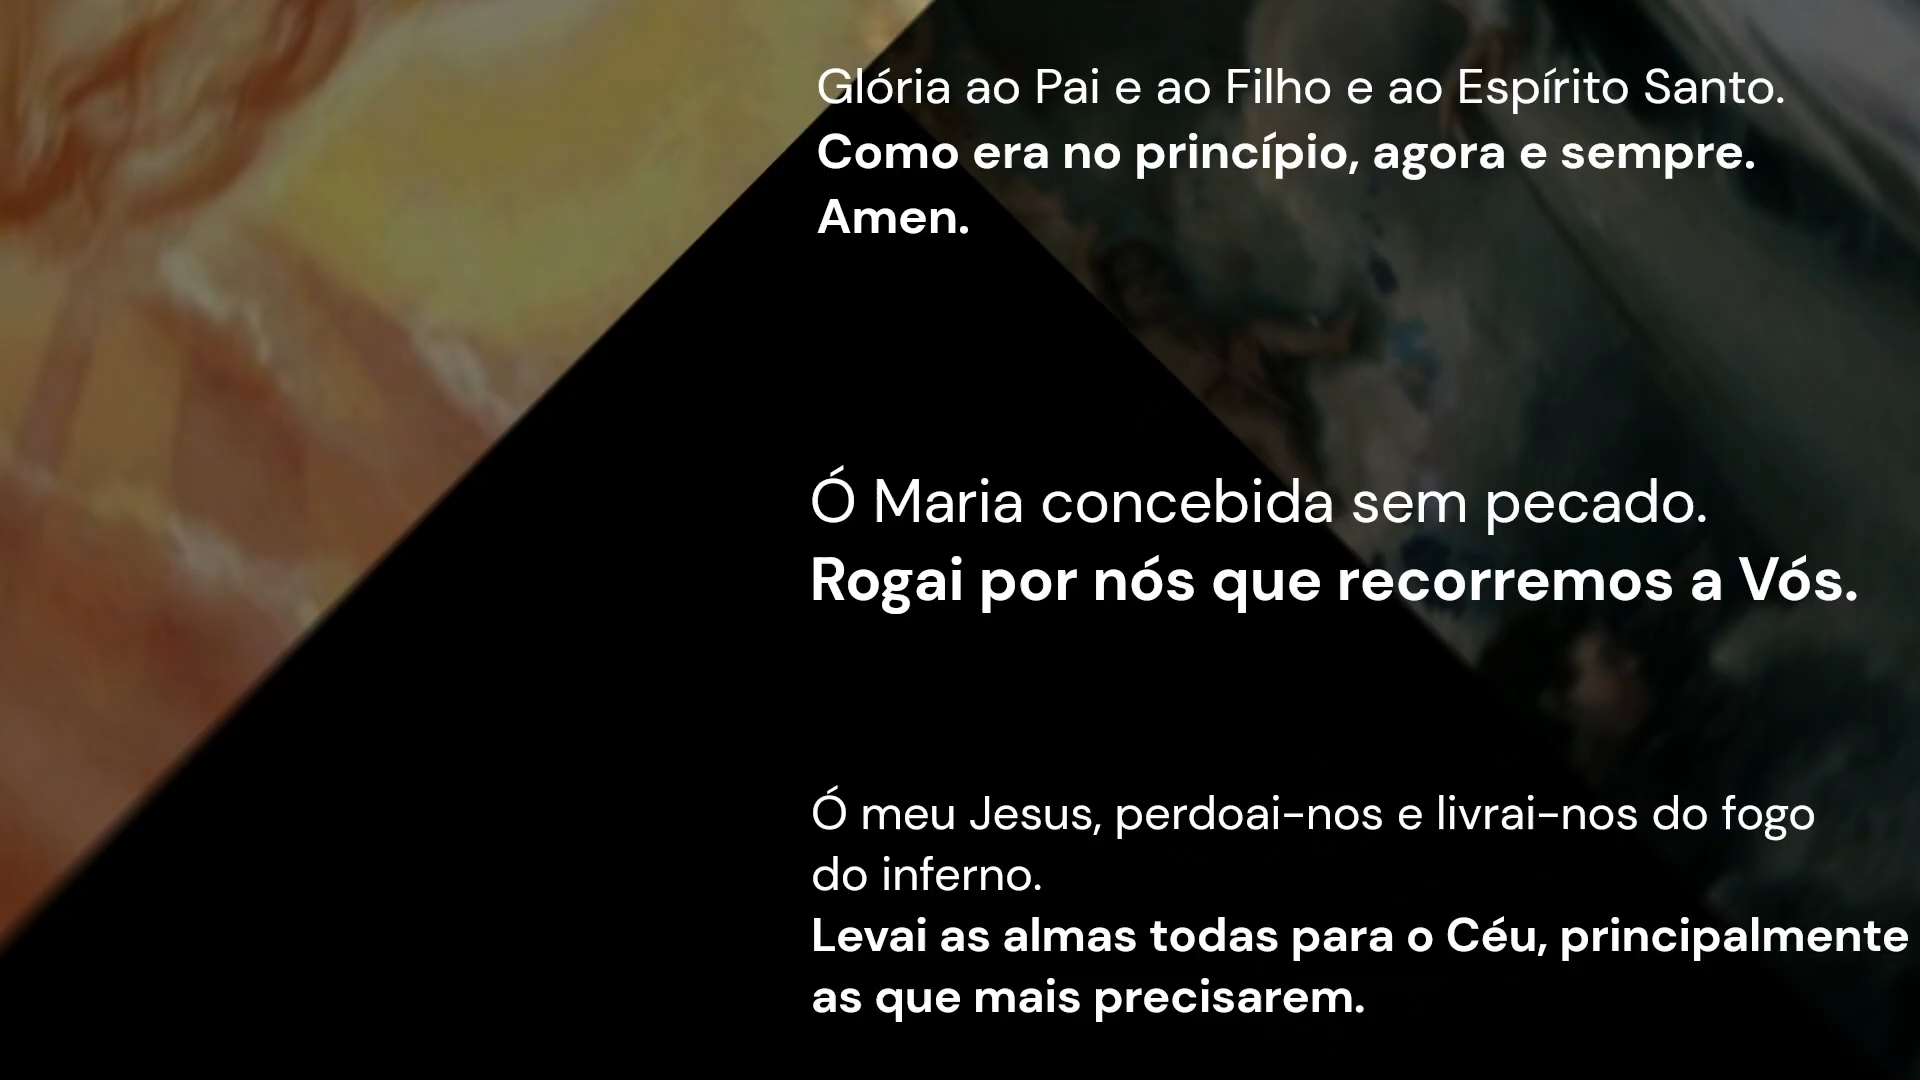 Glória ao Pai e ao Filho e ao Espírito Santo.
Como era no princípio, agora e sempre.
Amen.
Ó Maria concebida sem pecado.
Rogai por nós que recorremos a Vós.
Ó meu Jesus, perdoai-nos e livrai-nos do fogo
do inferno.
Levai as almas todas para o Céu, principalmente
as que mais precisarem.